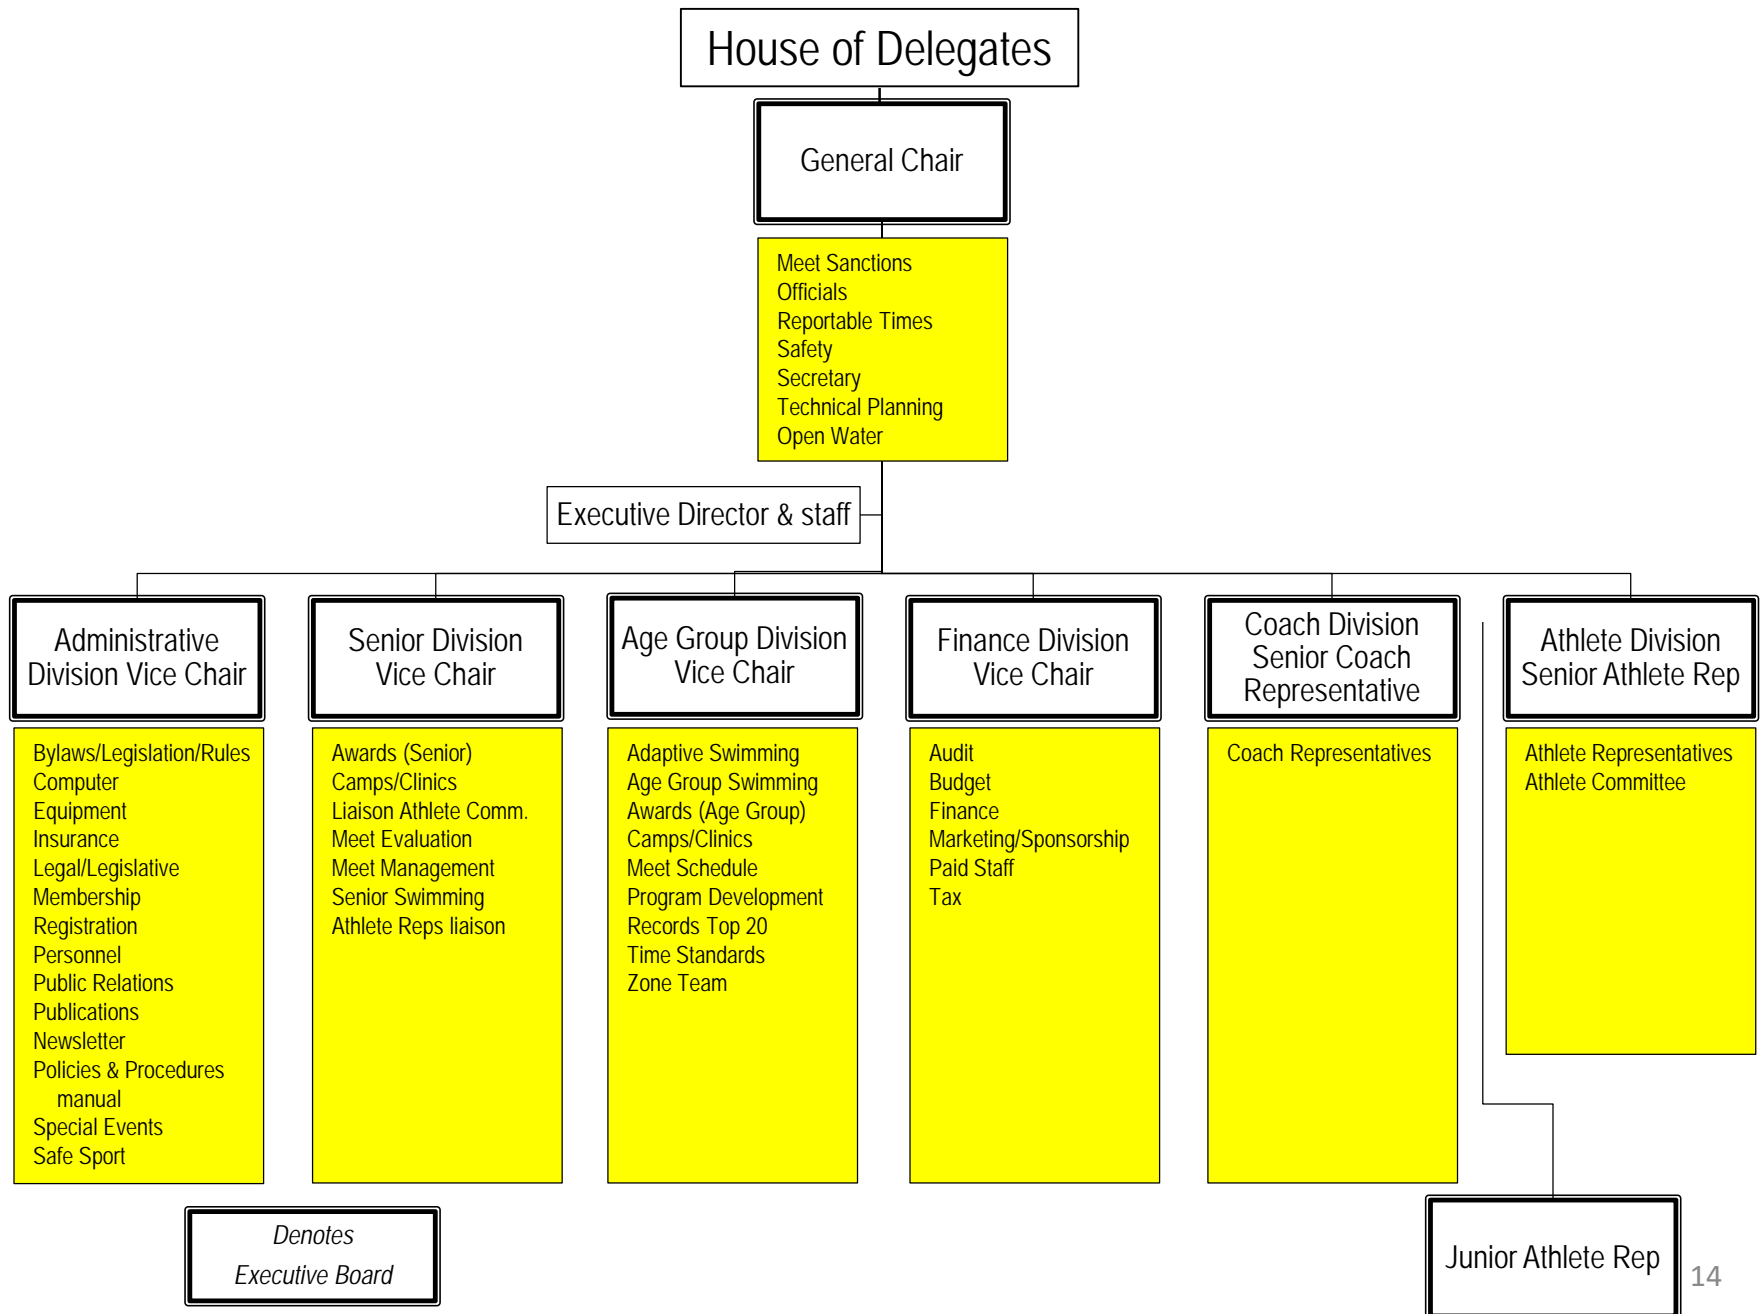 House of Delegates
General Chair
Meet Sanctions
Officials
Reportable Times
Safety
Secretary
Technical Planning
Open Water
Executive Director & staff
Administrative
Division Vice Chair
Senior Division
Vice Chair
Age Group Division
Vice Chair
Finance Division
Vice Chair
Coach Division
Senior Coach
Representative
Athlete Division
Senior Athlete Rep
Bylaws/Legislation/Rules
Computer
Equipment
Insurance
Legal/Legislative
Membership
Registration
Personnel
Public Relations
Publications
Newsletter
Policies & Procedures
manual
Special Events
Safe Sport
Awards (Senior)
Camps/Clinics
Liaison Athlete Comm.
Meet Evaluation
Meet Management
Senior Swimming
Athlete Reps liaison
Adaptive Swimming
Age Group Swimming
Awards (Age Group)
Camps/Clinics
Meet Schedule
Program Development
Records Top 20
Time Standards
Zone Team
Audit
Budget
Finance
Marketing/Sponsorship
Paid Staff
Tax
Coach Representatives
Athlete Representatives
Athlete Committee
Denotes
Executive Board
Junior Athlete Rep
14